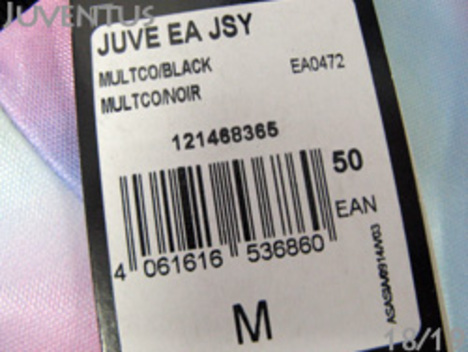 JUVENTUS
JUVE EA JSY
MULTCO/BLACK EA0472
MULTCO/NOIR
121468365
50
EAN
4 061616 536860
M